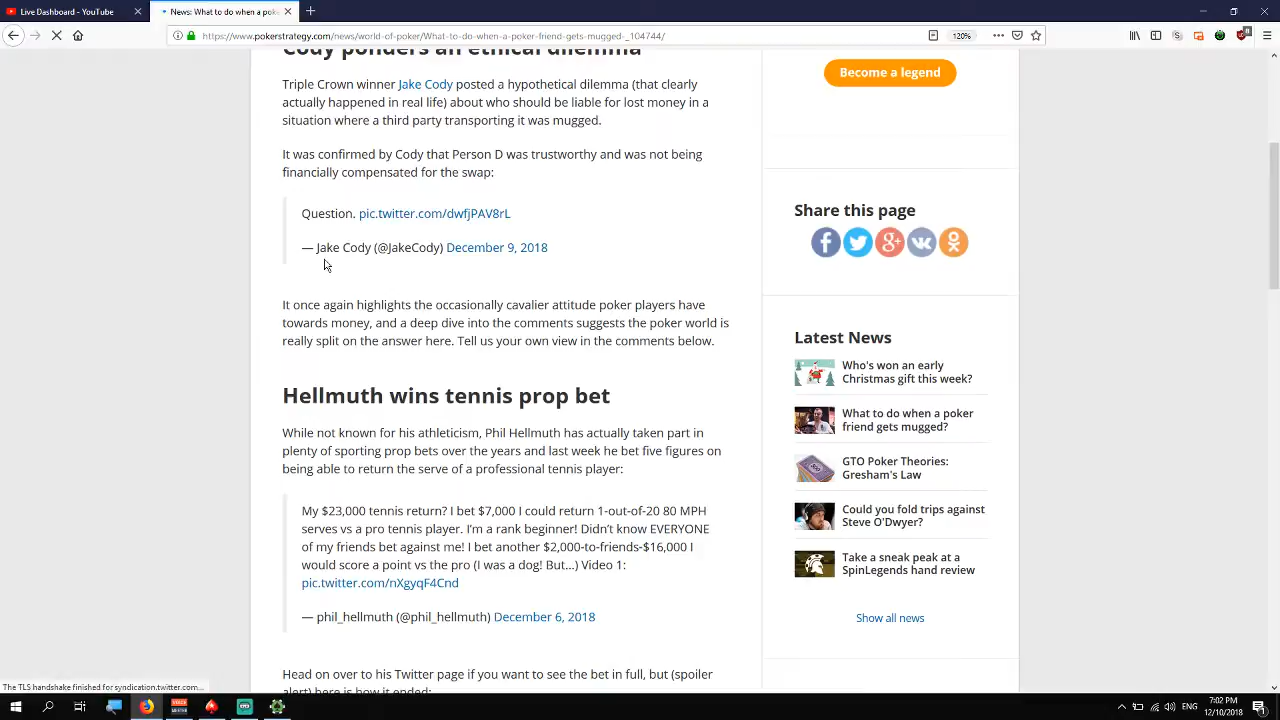 Live Dashboard - YouTube
News: What to do when a poker f
https://www.pokerstrategy.com/news/world-of-poker/What-to-do-when-a-poker-friend-gets-mugged-_104744/
120%
Cody ponders an ethical dilemma
Triple Crown winner Jake Cody posted a hypothetical dilemma (that clearly
actually happened in real life) about who should be liable for lost money in a
situation where a third party transporting it was mugged.
It was confirmed by Cody that Person D was trustworthy and was not being
financially compensated for the swap:
Question. pic.twitter.com/dwfjPAV8rL
— Jake Cody (@JakeCody) December 9, 2018
It once again highlights the occasionally cavalier attitude poker players have
towards money, and a deep dive into the comments suggests the poker world is
really split on the answer here. Tell us your own view in the comments below.
Hellmuth wins tennis prop bet
While not known for his athleticism, Phil Hellmuth has actually taken part in
plenty of sporting prop bets over the years and last week he bet five figures on
being able to return the serve of a professional tennis player:
My $23,000 tennis return? I bet $7,000 I could return 1-out-of-20 80 MPH
serves vs a pro tennis player. I'm a rank beginner! Didn't know EVERYONE
of my friends bet against me! I bet another $2,000-to-friends-$16,000 I
would score a point vs the pro (I was a dog! But...) Video 1:
pic.twitter.com/nXgyqF4Cnd
— phil_hellmuth (@phil_hellmuth) December 6, 2018
Head on over to his Twitter page if you want to see the bet in full, but (spoiler
alert) here is how it ended:
Become a legend
Share this page
Latest News
Who's won an early
Christmas gift this week?
What to do when a poker
friend gets mugged?
GTO Poker Theories:
Gresham's Law
Could you fold trips against
Steve O'Dwyer?
Take a sneak peak at a
SpinLegends hand review
Show all news
The TLS handshake finished for syndication.twitter.com...
ENG
7:02 PM
12/10/2018